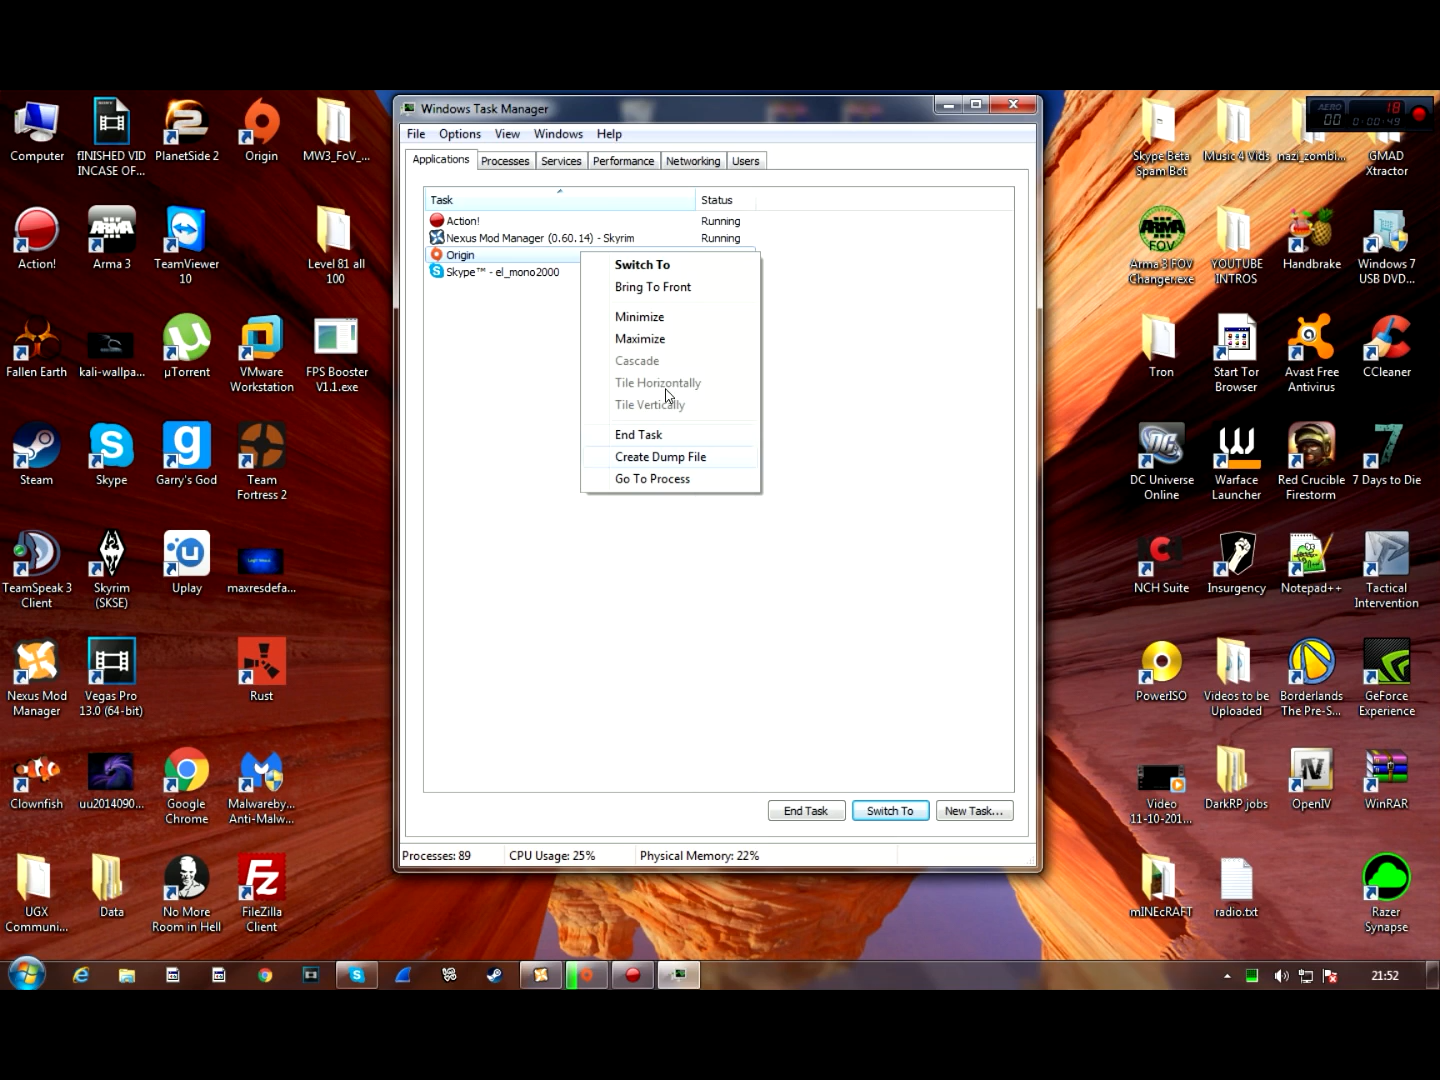 Windows Task Manager
File Options View Windows Help
Applications Processes Services Performance Networking Users
Task Status
Action! Running
Nexus Mod Manager (0.60.14) - Skyrim Running
Origin
Skype™ - el_mono2000
Switch To
Bring To Front
Minimize
Maximize
Cascade
Tile Horizontally
Tile Vertically
End Task
Create Dump File
Go To Process
End Task Switch To New Task...
Processes: 89 CPU Usage: 25% Physical Memory: 22%
Computer
fINISHED VID
INCASE OF...
PlanetSide 2
Origin
MW3_FoV_...
Action!
Arma 3
TeamViewer
10
Level 81 all
100
Fallen Earth
kali-wallpa...
µTorrent
VMware
Workstation
FPS Booster
V1.1.exe
Steam
Skype
Garry's God
Team
Fortress 2
TeamSpeak 3
Client
Skyrim
(SKSE)
Uplay
maxresdefa...
Nexus Mod
Manager
Vegas Pro
13.0 (64-bit)
Rust
Clownfish
uu2014090...
Google
Chrome
Malwareby...
Anti-Malw...
UGX
Communi...
Data
No More
Room in Hell
FileZilla
Client
AERO 18
00 0:00:49
Skype Beta
Spam Bot
Music 4 Vids
nazi_zombi...
GMAD
Xtractor
ARMA
FOV
Arma 3 FOV
Changer.exe
YOUTUBE
INTROS
Handbrake
Windows 7
USB DVD...
Tron
Start Tor
Browser
Avast Free
Antivirus
CCleaner
DC Universe
Online
Warface
Launcher
Red Crucible
Firestorm
7 Days to Die
NCH Suite
Insurgency
Notepad++
Tactical
Intervention
PowerISO
Videos to be
Uploaded
Borderlands
The Pre-S...
GeForce
Experience
Video
11-10-201...
DarkRP jobs
OpenIV
WinRAR
mINEcRAFT
radio.txt
Razer
Synapse
21:52